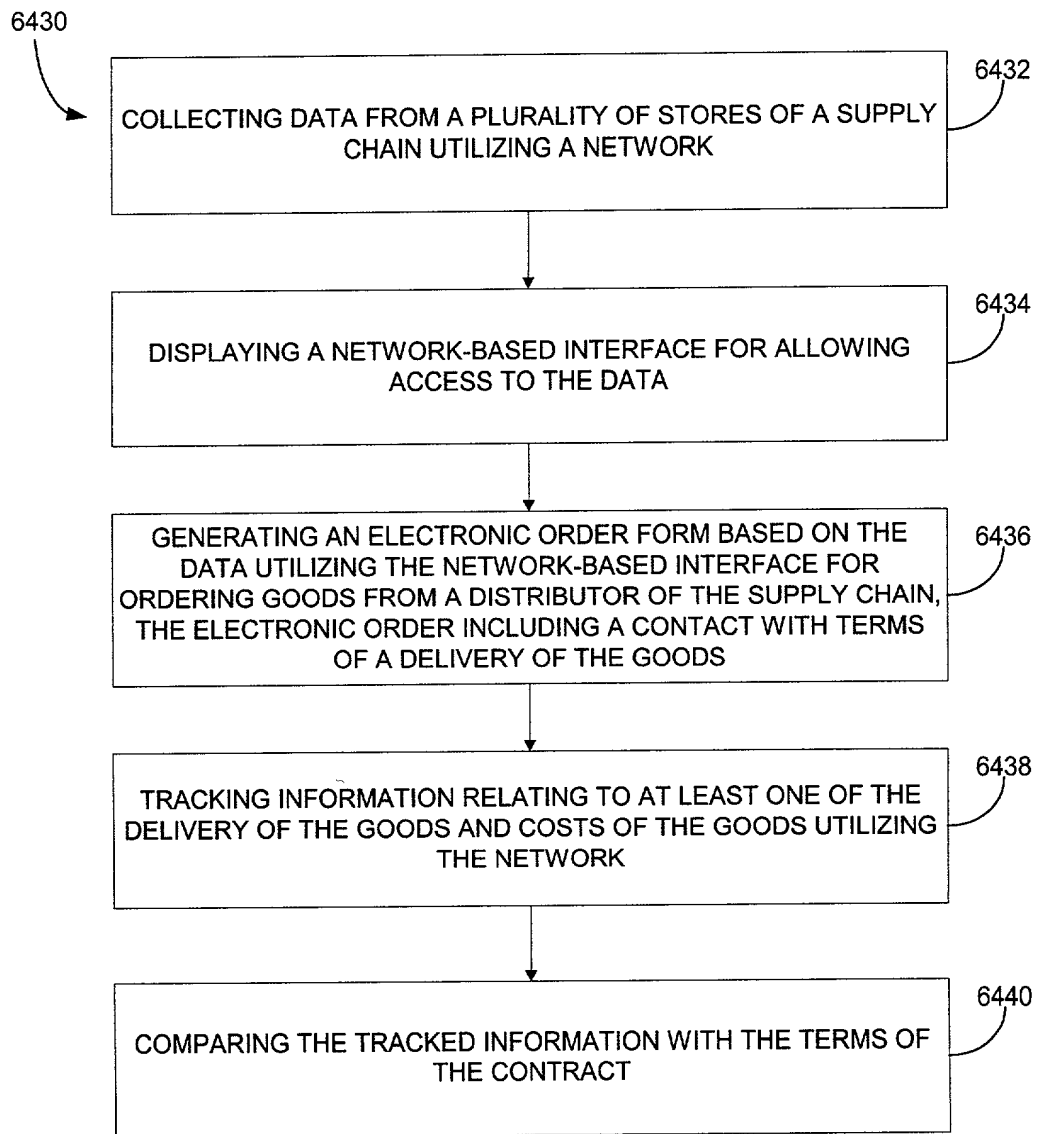 6430
6432
COLLECTING DATA FROM A PLURALITY OF STORES OF A SUPPLY
CHAIN UTILIZING A NETWORK
6434
DISPLAYING A NETWORK-BASED INTERFACE FOR ALLOWING
ACCESS TO THE DATA
6436
GENERATING AN ELECTRONIC ORDER FORM BASED ON THE
DATA UTILIZING THE NETWORK-BASED INTERFACE FOR
ORDERING GOODS FROM A DISTRIBUTOR OF THE SUPPLY CHAIN,
THE ELECTRONIC ORDER INCLUDING A CONTACT WITH TERMS
OF A DELIVERY OF THE GOODS
6438
TRACKING INFORMATION RELATING TO AT LEAST ONE OF THE
DELIVERY OF THE GOODS AND COSTS OF THE GOODS UTILIZING
THE NETWORK
6440
COMPARING THE TRACKED INFORMATION WITH THE TERMS OF
THE CONTRACT